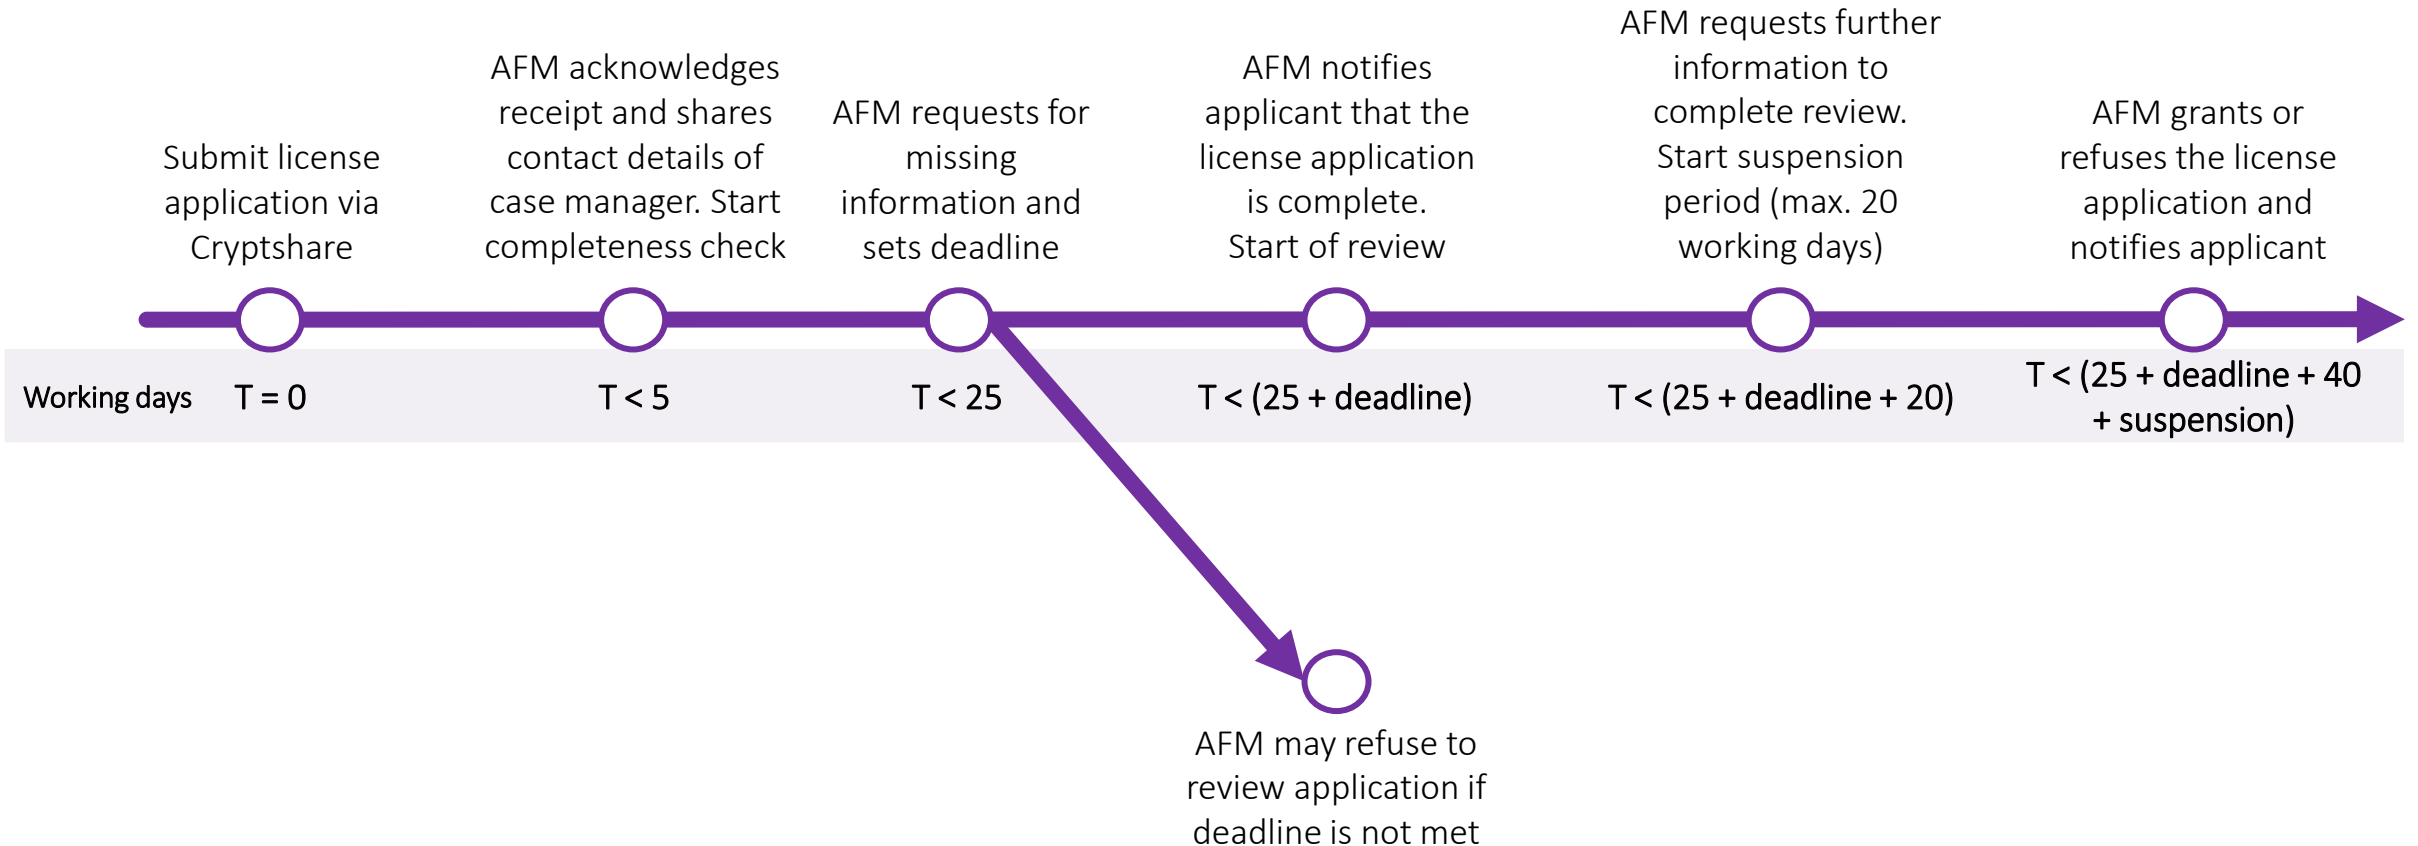 Submit license
application via
Cryptshare
AFM acknowledges
receipt and shares
contact details of
case manager. Start
completeness check
AFM requests for
missing
information and
sets deadline
AFM notifies
applicant that the
license application
is complete.
Start of review
AFM requests further
information to
complete review.
Start suspension
period (max. 20
working days)
AFM grants or
refuses the license
application and
notifies applicant
Working days
T = 0
T < 5
T < 25
T < (25 + deadline)
T < (25 + deadline + 20)
T < (25 + deadline + 40
+ suspension)
AFM may refuse to
review application if
deadline is not met